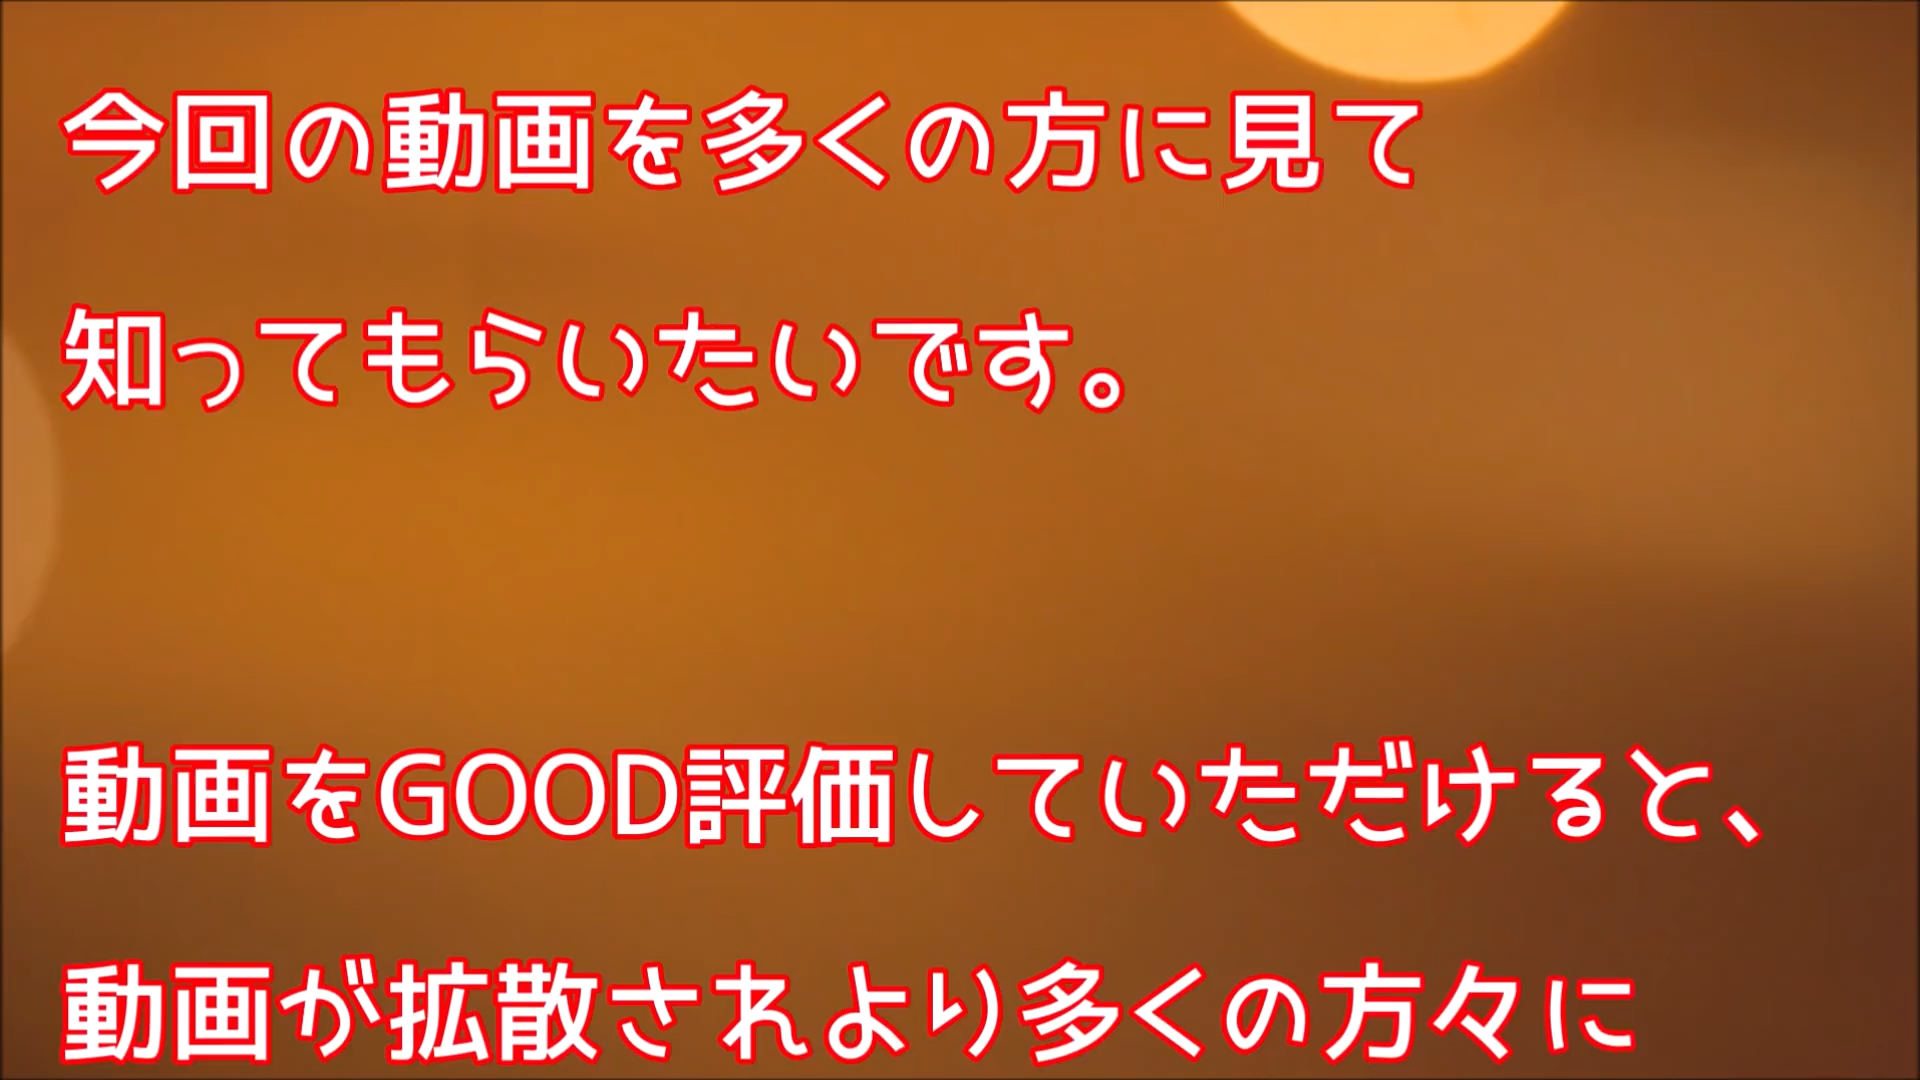 今回の動画を多くの方に見て
知ってもらいたいです。
動画をGOOD評価していただけると、
動画が拡散されより多くの方々に